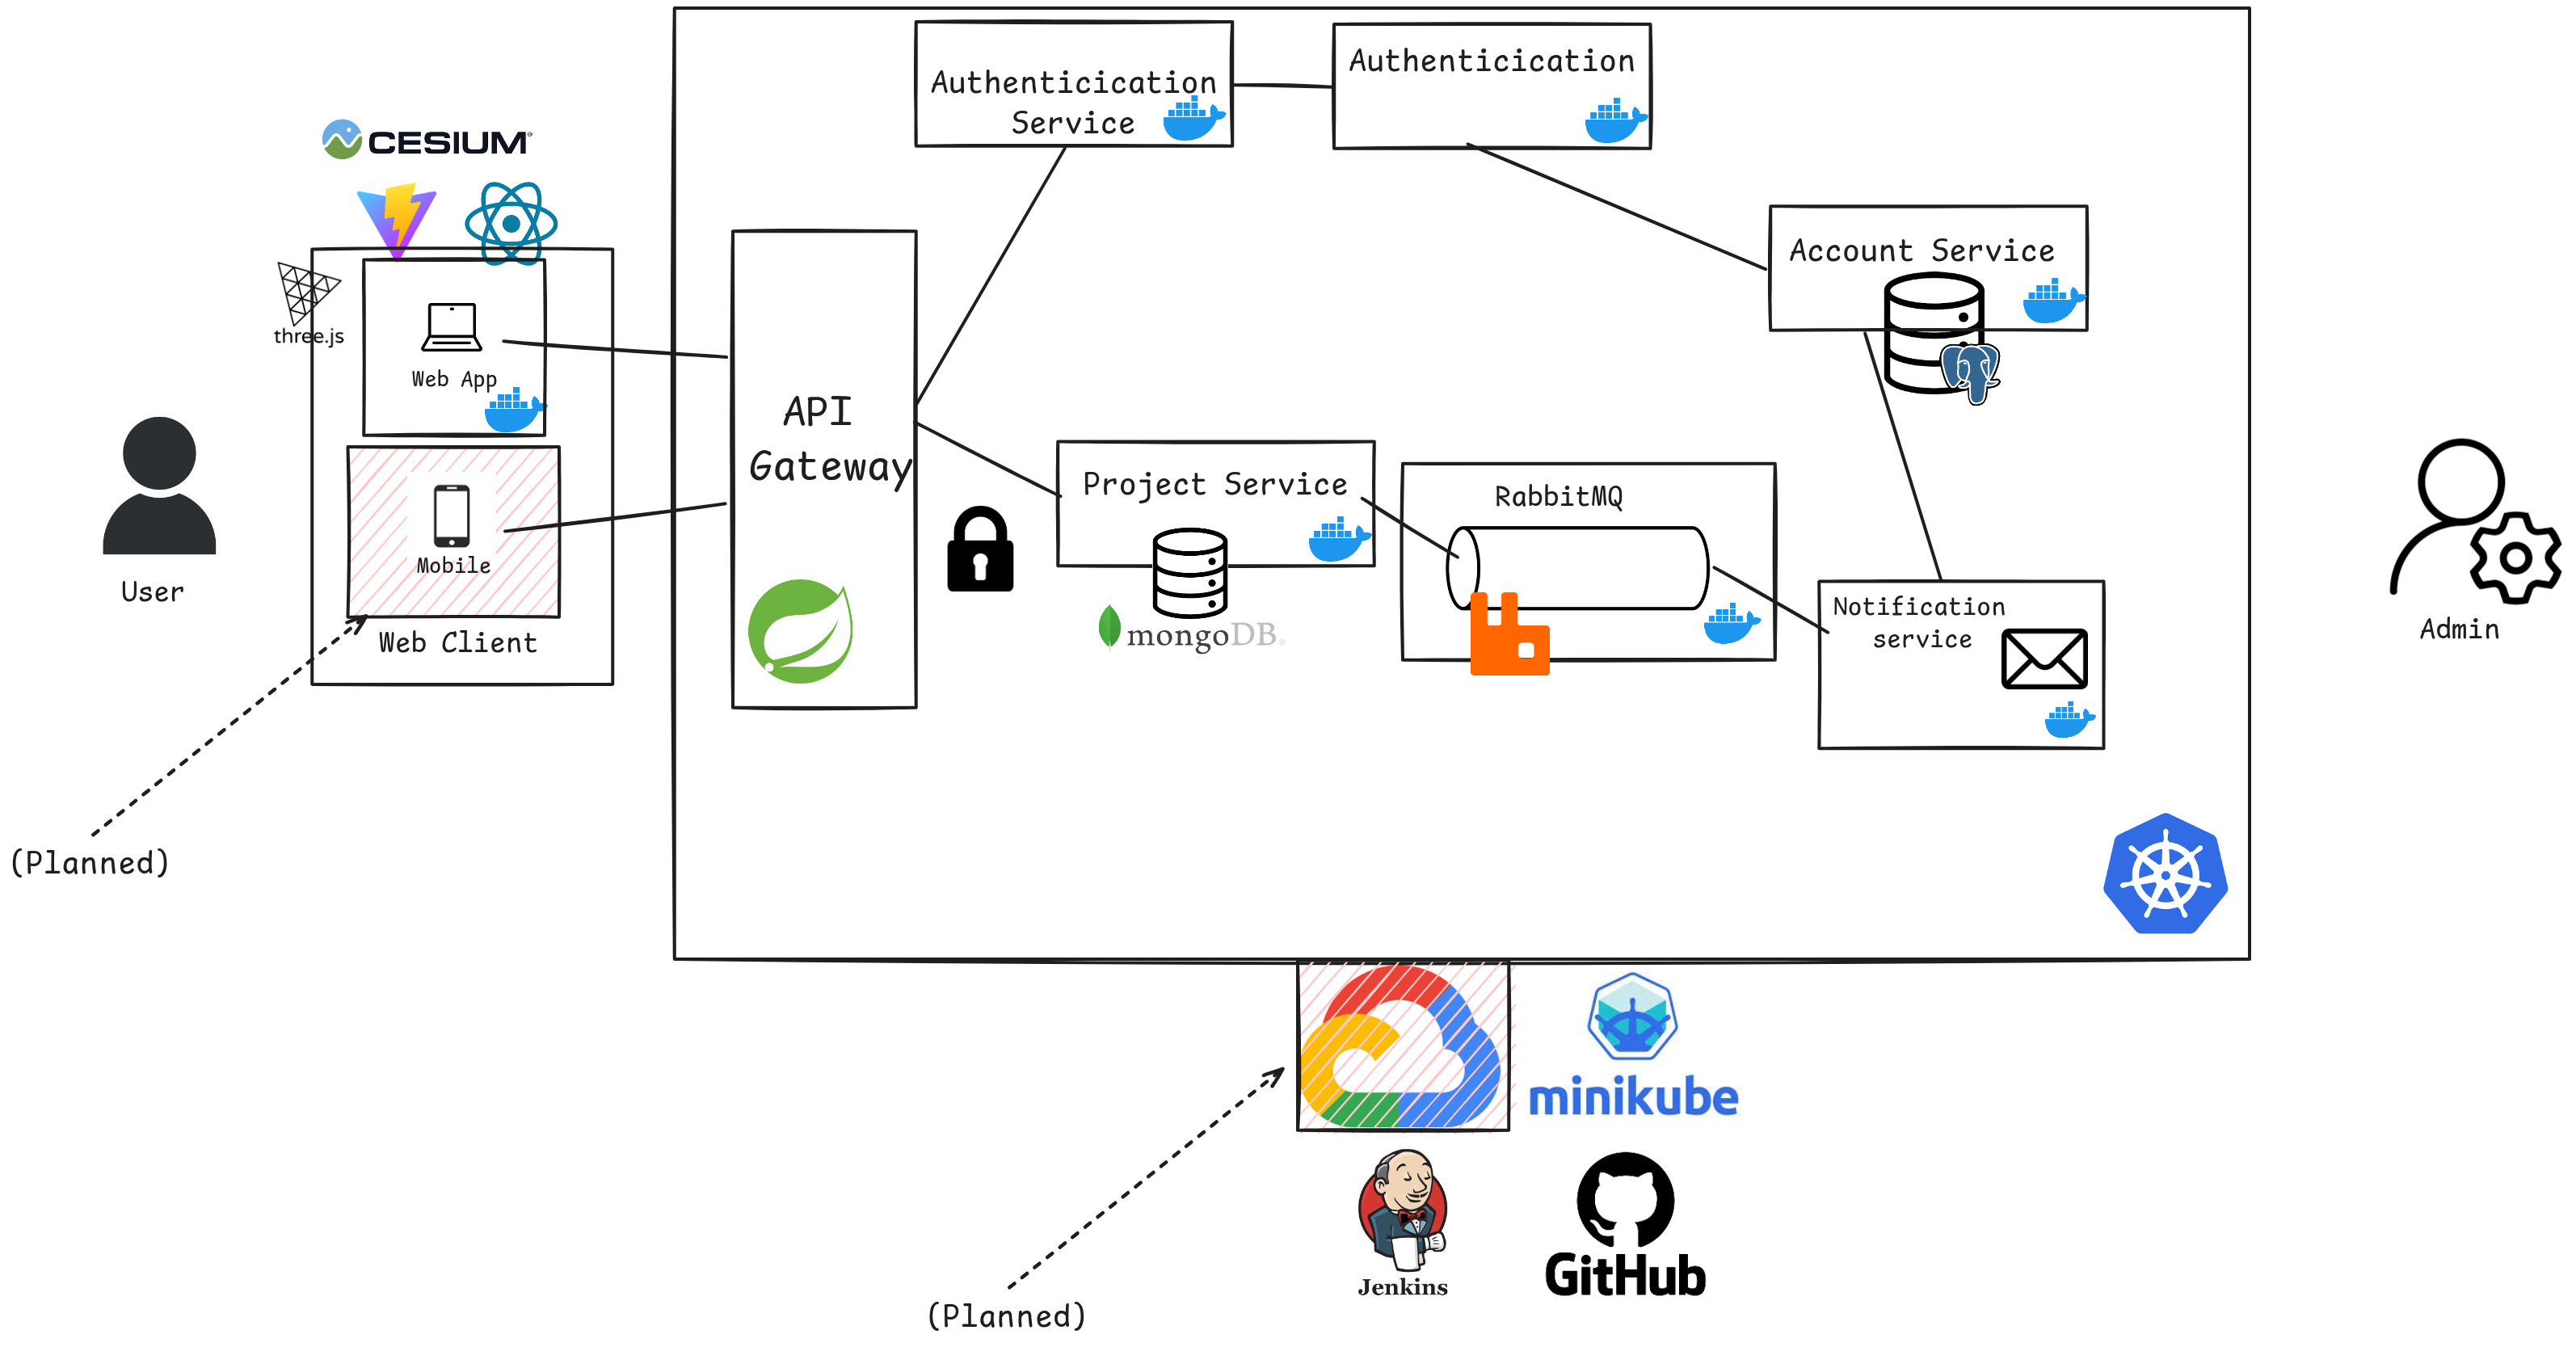 CESIUM
three.js
Web App
Mobile
Web Client
User
(Planned)
API
Gateway
Authenticication
Service
Authenticication
Account Service
Project Service
mongoDB
RabbitMQ
Notification
service
Admin
minikube
Jenkins
GitHub
(Planned)